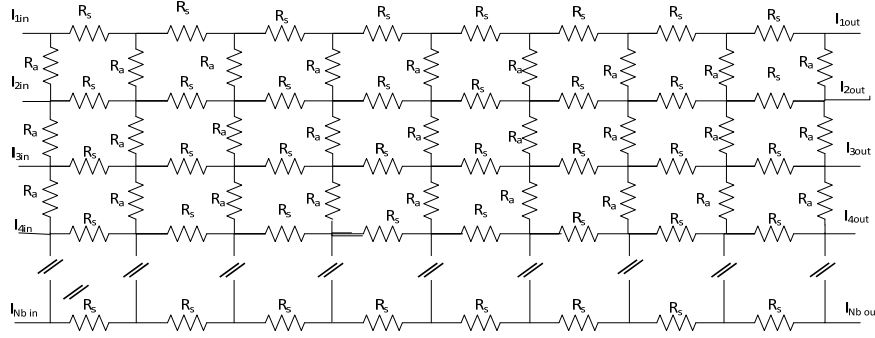 I1in Rs Rs Rs Rs Rs Rs Rs Rs I1out
Ra Ra Ra Ra Ra Ra Ra Ra Ra
I2in Rs Rs Rs Rs Rs Rs Rs Rs I2out
Ra Ra Ra Ra Ra Ra Ra Ra Ra
I3in Rs Rs Rs Rs Rs Rs Rs Rs I3out
Ra Ra Ra Ra Ra Ra Ra Ra Ra
I4in Rs Rs Rs Rs Rs Rs Rs Rs I4out
INb in Rs Rs Rs Rs Rs Rs Rs Rs INb ou